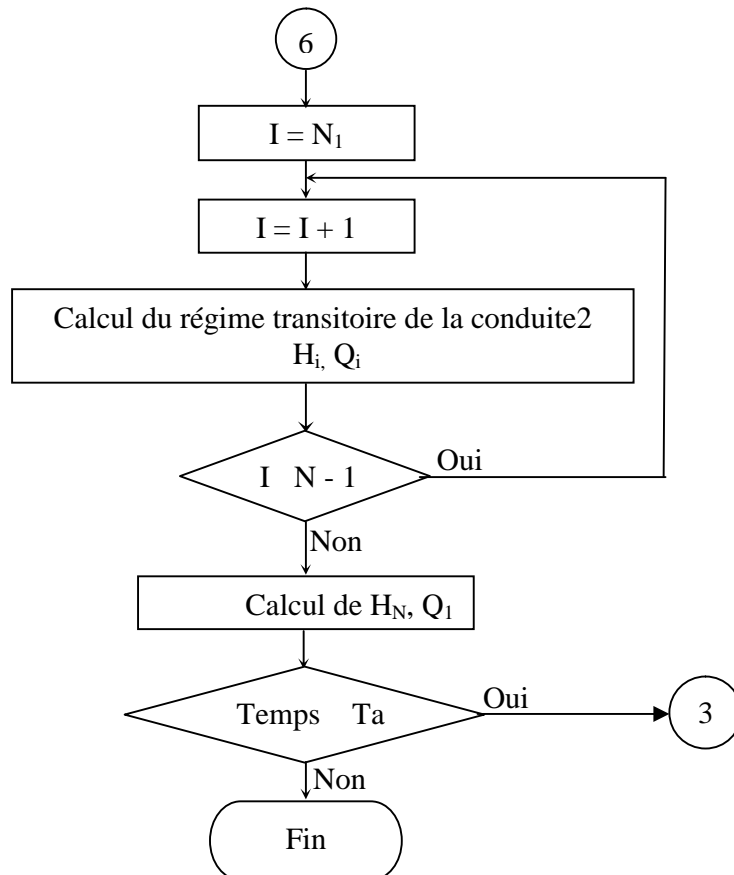 6
I = N₁
I = I + 1
Calcul du régime transitoire de la conduite2
Hᵢ, Qᵢ
I N - 1
Oui
Non
Calcul de H_N, Q₁
Temps Ta
Oui
3
Non
Fin